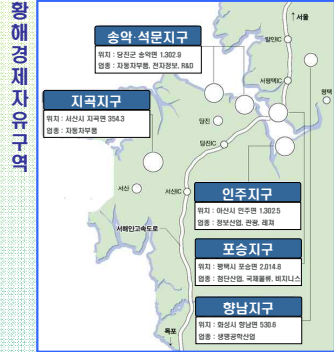 황해경제자유구역
↑서울
송악·석문지구
위치 : 당진군 송악면 1,302.9
업종 : 자동차부품, 전자정보, R&D
발안IC
서평택IC
평택
지곡지구
위치 : 서산시 지곡면 354.3
업종 : 자동차부품
당진
당진IC
서산
서산IC
인주지구
위치 : 아산시 인주면 1,302.5
업종 : 정보산업, 관광, 레져
서해안고속도로
포승지구
위치 : 평택시 포승면 2,014.8
업종 : 첨단산업, 국제물류, 비지니스
향남지구
위치 : 화성시 향남면 530.6
업종 : 생명공학산업
목포